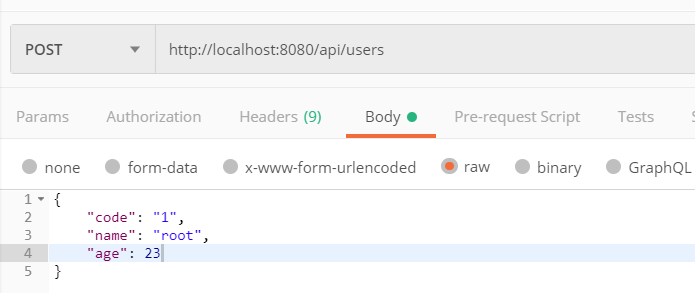 POST http://localhost:8080/api/users
Params Authorization Headers (9) Body Pre-request Script Tests
none form-data x-www-form-urlencoded raw binary GraphQL
1 {
2 "code": "1",
3 "name": "root",
4 "age": 23
5 }